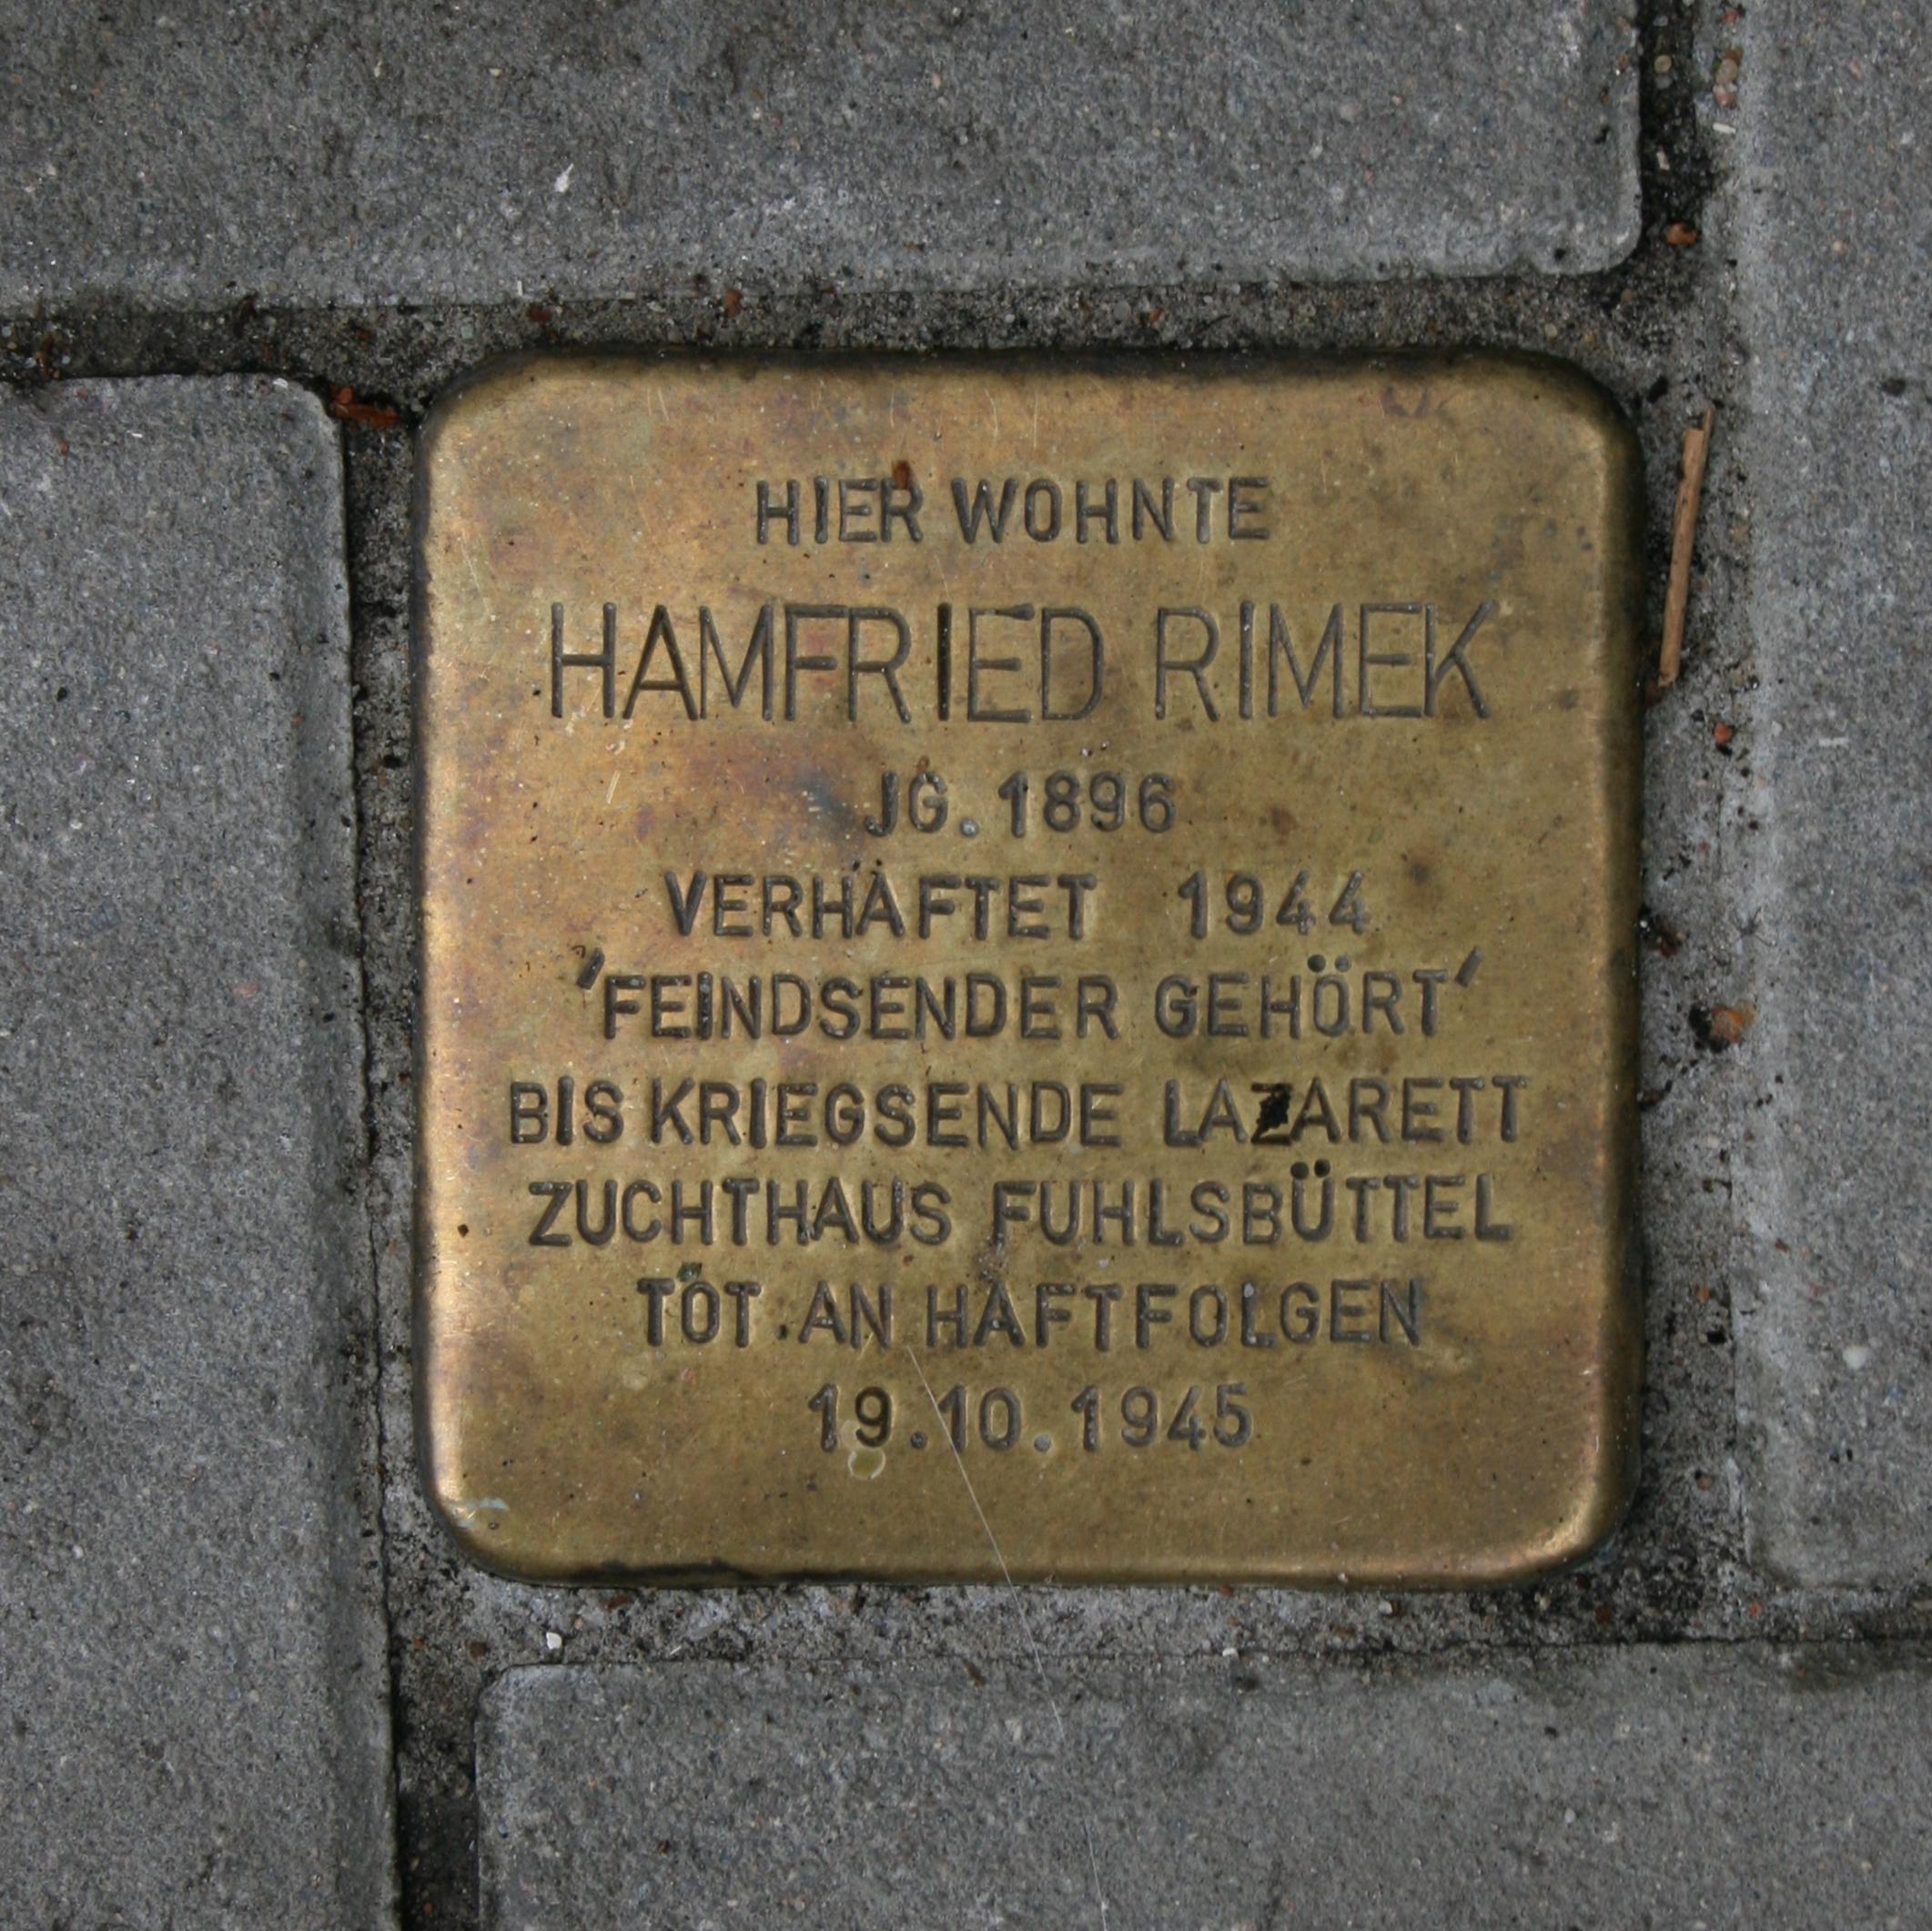 HIER WOHNTE
HAMFRIED RIMEK
JG. 1896
VERHAFTET 1944
'FEINDSENDER GEHÖRT'
BIS KRIEGSENDE LAZARETT
ZUCHTHAUS FUHLSBÜTTEL
TOT AN HAFTFOLGEN
19.10.1945